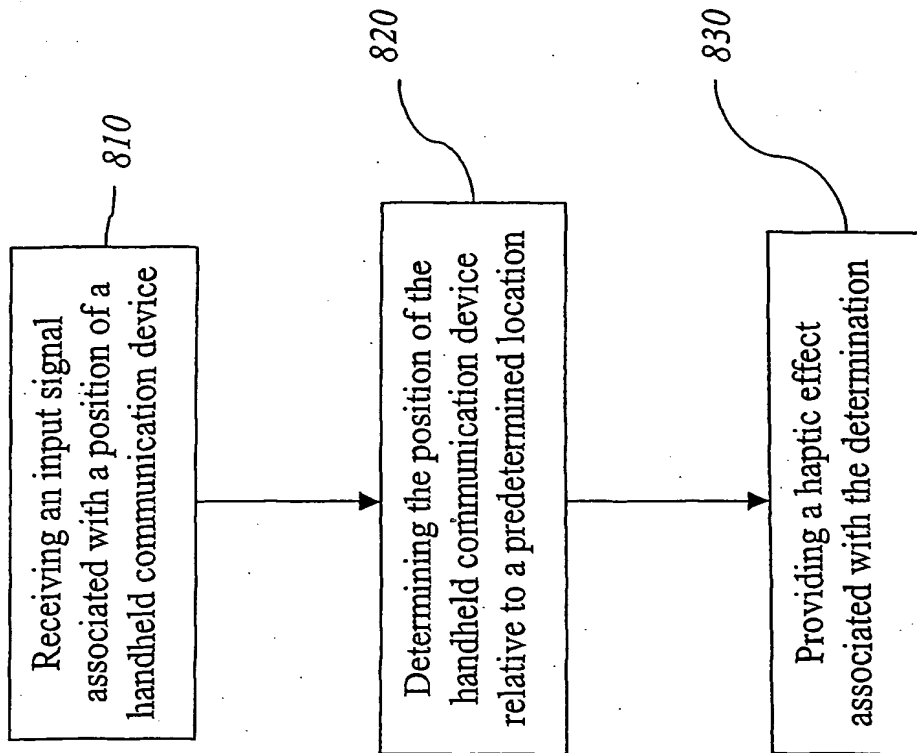 Receiving an input signal
associated with a position of a
handheld communication device
810
Determining the position of the
handheld communication device
relative to a predetermined location
820
Providing a haptic effect
associated with the determination
830